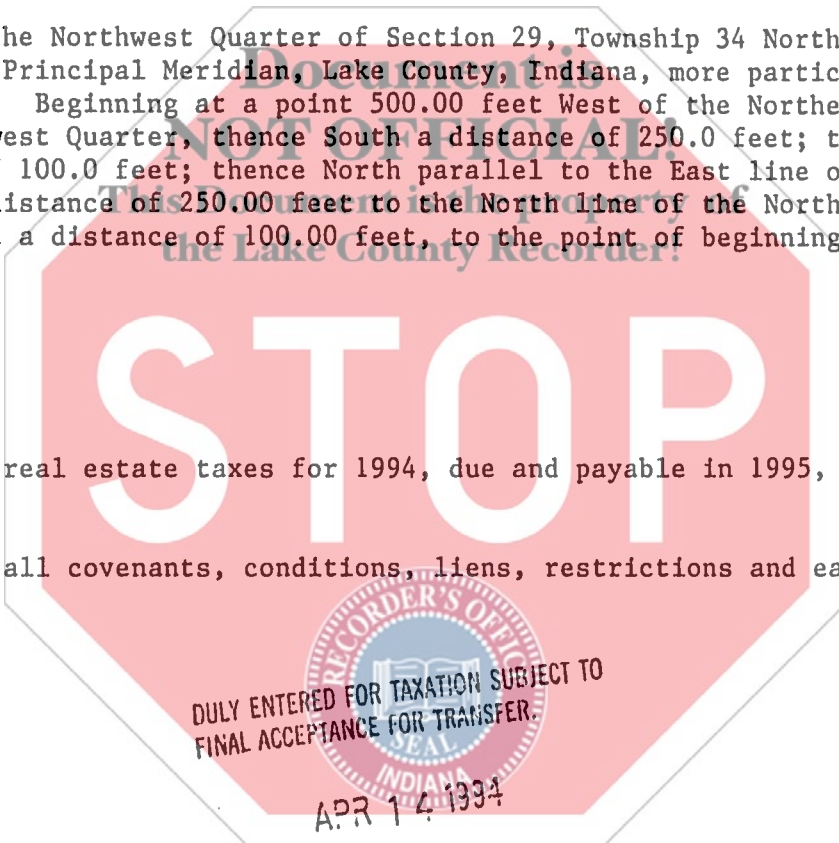 he Northwest Quarter of Section 29, Township 34 North
Document is
Principal Meridian, Lake County, Indiana, more partic
Beginning at a point 500.00 feet West of the Northe
NOT OFFICIAL!
west Quarter, thence South a distance of 250.0 feet; t
100.0 feet; thence North parallel to the East line o
This Document is the property of
istance of 250.00 feet to the North line of the North
a distance of 100.00 feet, to the point of beginning
the Lake County Recorder!
STOP
real estate taxes for 1994, due and payable in 1995,
all covenants, conditions, liens, restrictions and ea
RECORDER'S OFFICE
DULY ENTERED FOR TAXATION SUBJECT TO
FINAL ACCEPTANCE FOR TRANSFER.
SEAL
INDIANA
APR 14 1994